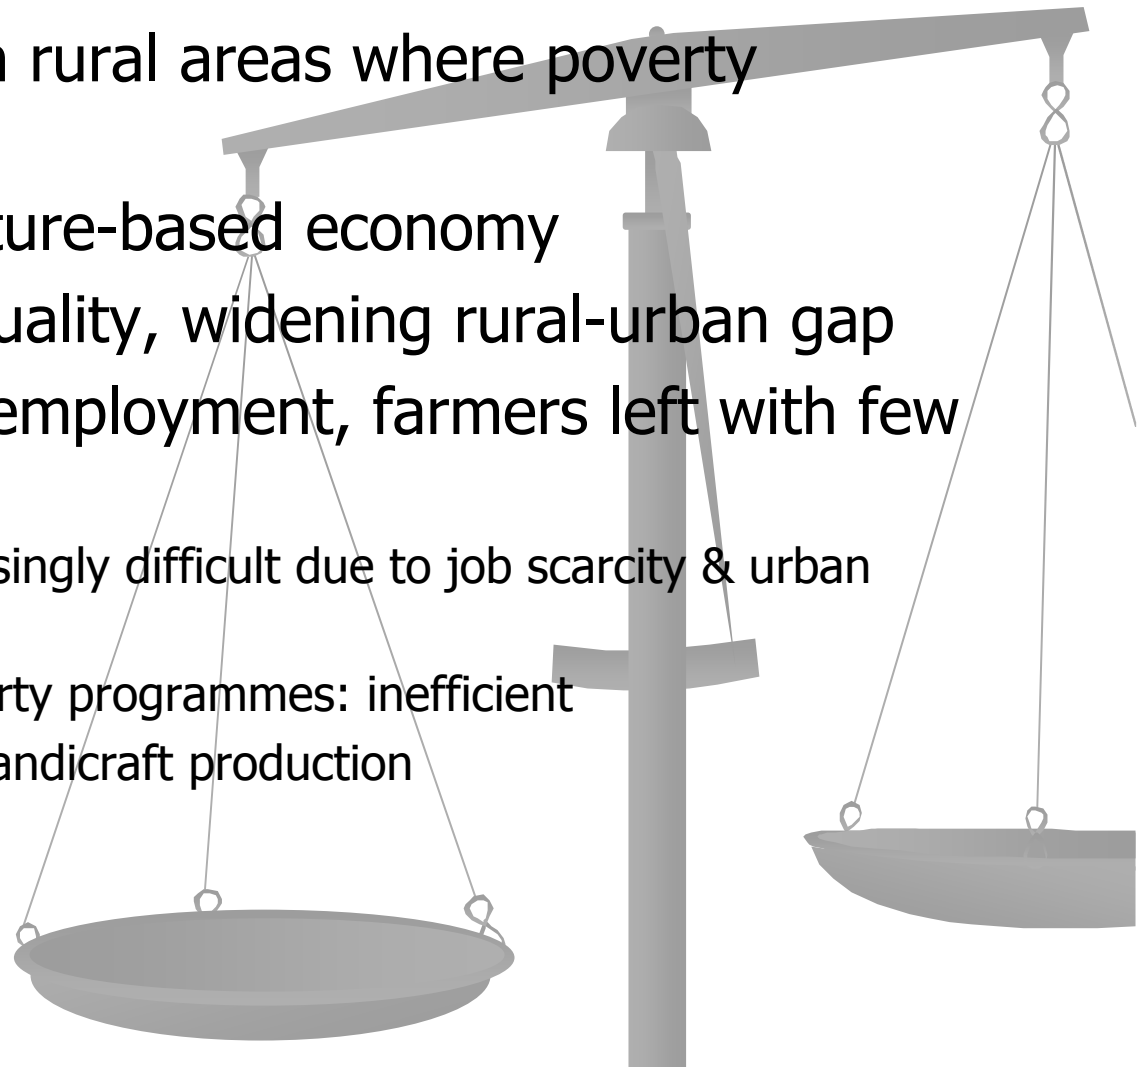 rural areas where poverty
ture-based economy
uality, widening rural-urban gap
employment, farmers left with few
singly difficult due to job scarcity & urban
rty programmes: inefficient
andicraft production